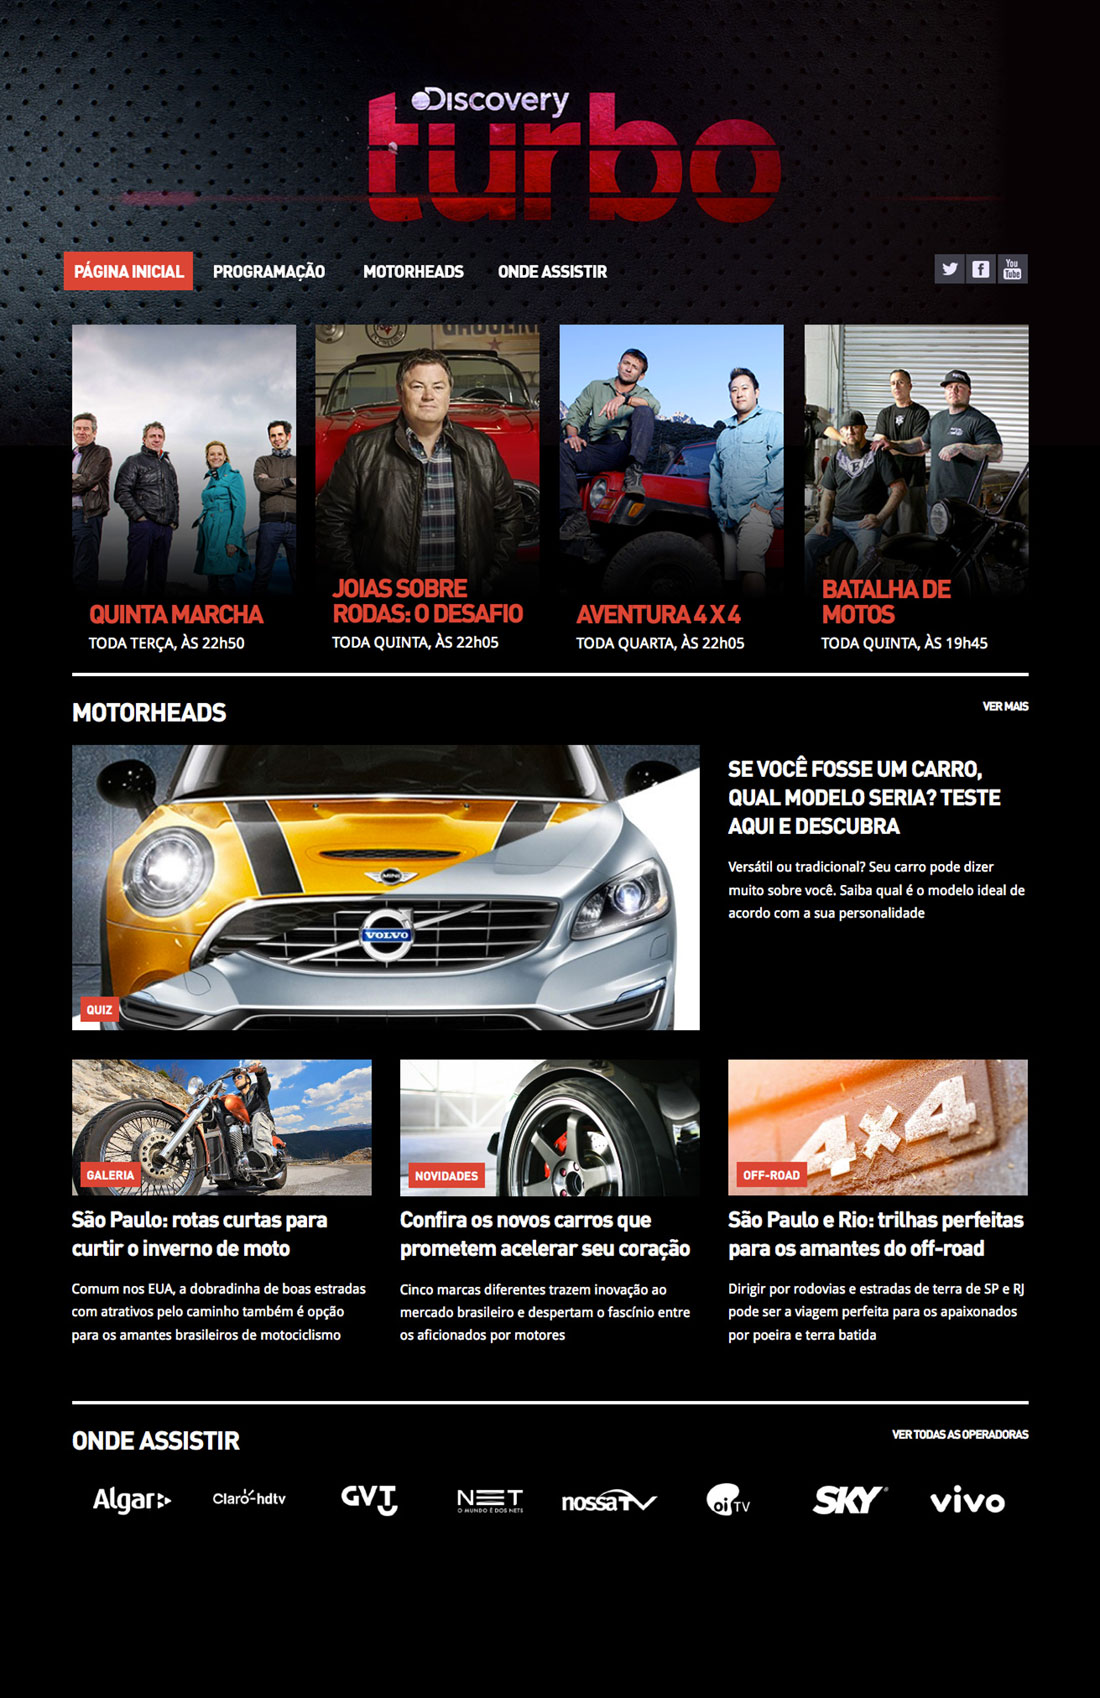 Discovery
turbo
PÁGINA INICIAL
PROGRAMAÇÃO
MOTORHEADS
ONDE ASSISTIR
You
Tube
QUINTA MARCHA
TODA TERÇA, ÀS 22h50
JOIAS SOBRE
RODAS: O DESAFIO
TODA QUINTA, ÀS 22h05
AVENTURA 4 X 4
TODA QUARTA, ÀS 22h05
BATALHA DE
MOTOS
TODA QUINTA, ÀS 19h45
MOTORHEADS
VER MAIS
MINI
VOLVO
QUIZ
SE VOCÊ FOSSE UM CARRO,
QUAL MODELO SERIA? TESTE
AQUI E DESCUBRA
Versátil ou tradicional? Seu carro pode dizer
muito sobre você. Saiba qual é o modelo ideal de
acordo com a sua personalidade
GALERIA
São Paulo: rotas curtas para
curtir o inverno de moto
Comum nos EUA, a dobradinha de boas estradas
com atrativos pelo caminho também é opção
para os amantes brasileiros de motociclismo
NOVIDADES
Confira os novos carros que
prometem acelerar seu coração
Cinco marcas diferentes trazem inovação ao
mercado brasileiro e despertam o fascínio entre
os aficionados por motores
4x4
OFF-ROAD
São Paulo e Rio: trilhas perfeitas
para os amantes do off-road
Dirigir por rodovias e estradas de terra de SP e RJ
pode ser a viagem perfeita para os apaixonados
por poeira e terra batida
ONDE ASSISTIR
VER TODAS AS OPERADORAS
Algar
Claro-hdtv
GVT
NET
O MUNDO É DOS NETS
nossaTV
oi TV
SKY
vivo